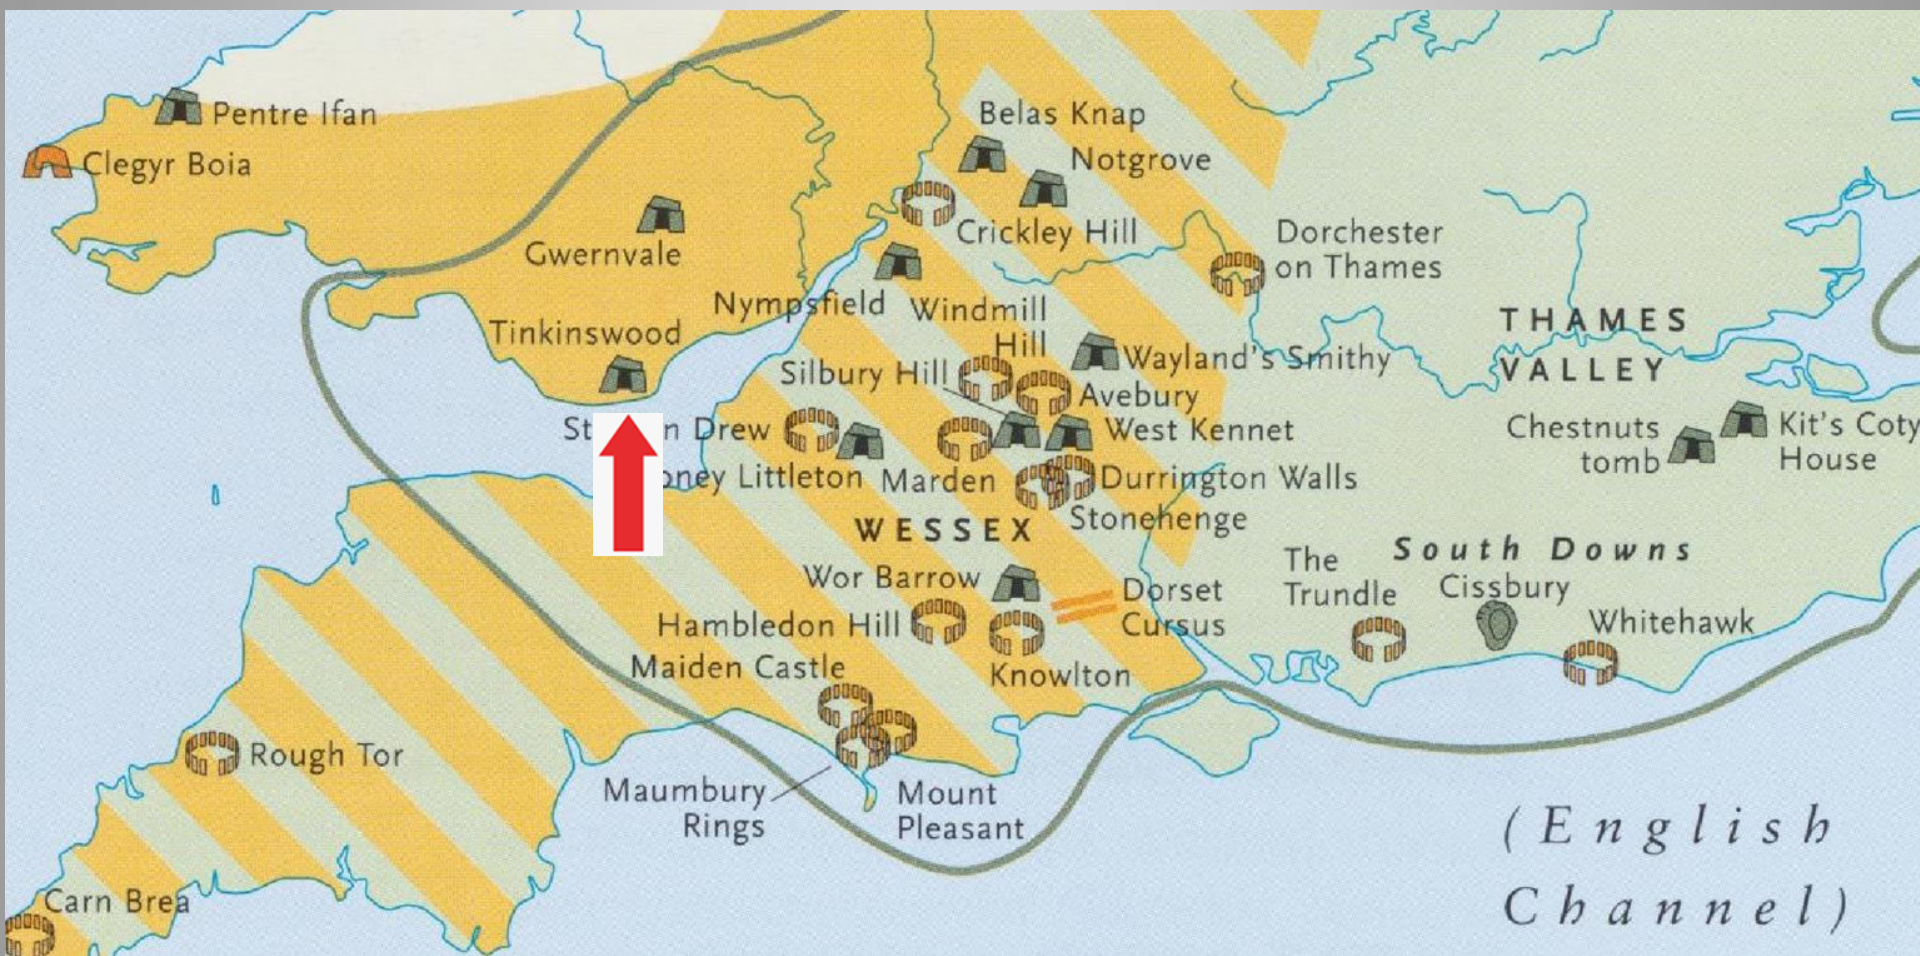 Pentre Ifan
Clegyr Boia
Belas Knap
Notgrove
Gwernvale
Crickley Hill
Dorchester
on Thames
Nympsfield
Windmill
Hill
Tinkinswood
THAMES
VALLEY
Wayland's Smithy
Silbury Hill
Avebury
n Drew
West Kennet
Chestnuts
tomb
Kit's Coty
House
Littleton
Marden
Durrington Walls
WESSEX
Stonehenge
The
Trundle
South Downs
Cissbury
Wor Barrow
Dorset
Cursus
Hambledon Hill
Whitehawk
Maiden Castle
Knowlton
Rough Tor
Maumbury
Rings
Mount
Pleasant
(English
Channel)
Carn Brea